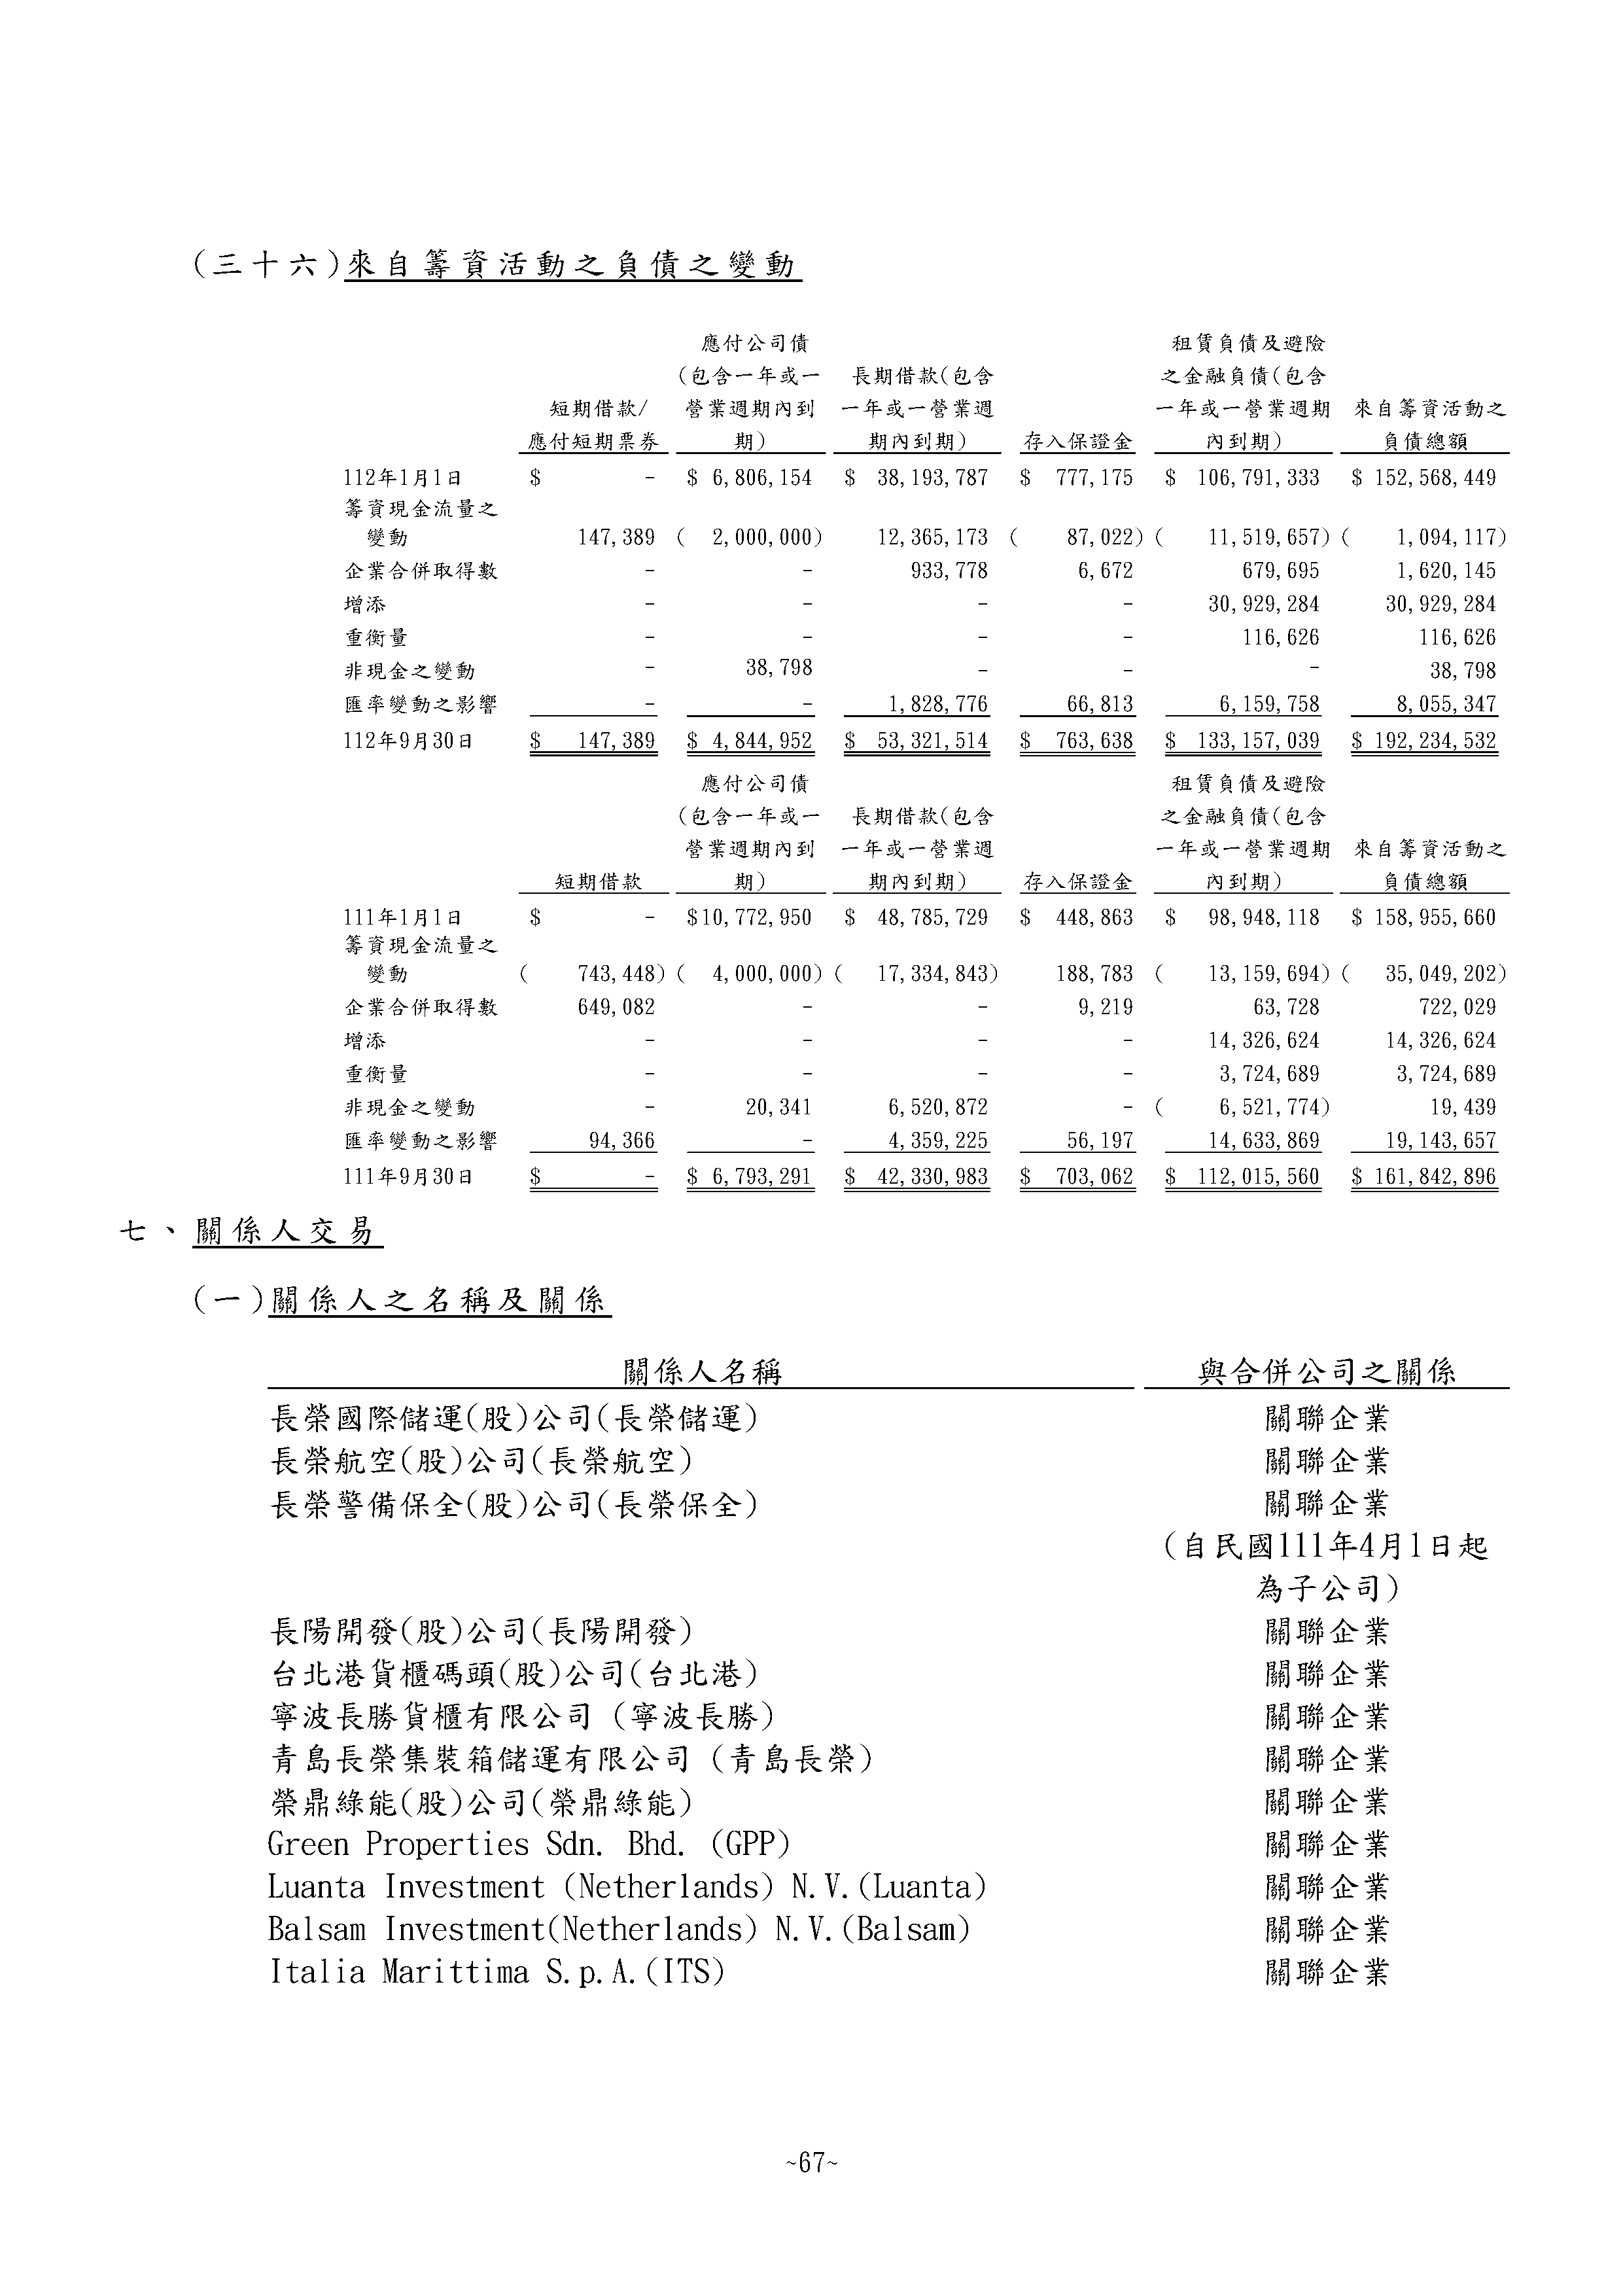 (三十六)來自籌資活動之負債之變動
應付公司債 租賃負債及避險
(包含一年或一 長期借款(包含 之金融負債(包含
短期借款/ 營業週期內到 一年或一營業週 一年或一營業週期 來自籌資活動之
應付短期票券 期) 期內到期) 存入保證金 內到期) 負債總額
112年1月1日 $ - $ 6,806,154 $ 38,193,787 $ 777,175 $ 106,791,333 $ 152,568,449
籌資現金流量之
變動 147,389 ( 2,000,000) 12,365,173 ( 87,022) ( 11,519,657) ( 1,094,117)
企業合併取得數 - - 933,778 6,672 679,695 1,620,145
增添 - - - - 30,929,284 30,929,284
重衡量 - - - - 116,626 116,626
非現金之變動 - 38,798 - - - 38,798
匯率變動之影響 - - 1,828,776 66,813 6,159,758 8,055,347
112年9月30日 $ 147,389 $ 4,844,952 $ 53,321,514 $ 763,638 $ 133,157,039 $ 192,234,532
應付公司債 租賃負債及避險
(包含一年或一 長期借款(包含 之金融負債(包含
營業週期內到 一年或一營業週 一年或一營業週期 來自籌資活動之
短期借款 期) 期內到期) 存入保證金 內到期) 負債總額
111年1月1日 $ - $10,772,950 $ 48,785,729 $ 448,863 $ 98,948,118 $ 158,955,660
籌資現金流量之
變動 ( 743,448) ( 4,000,000) ( 17,334,843) 188,783 ( 13,159,694) ( 35,049,202)
企業合併取得數 649,082 - - 9,219 63,728 722,029
增添 - - - - 14,326,624 14,326,624
重衡量 - - - - 3,724,689 3,724,689
非現金之變動 - 20,341 6,520,872 - ( 6,521,774) 19,439
匯率變動之影響 94,366 - 4,359,225 56,197 14,633,869 19,143,657
111年9月30日 $ - $ 6,793,291 $ 42,330,983 $ 703,062 $ 112,015,560 $ 161,842,896
七、關係人交易
(一)關係人之名稱及關係
關係人名稱 與合併公司之關係
長榮國際儲運(股)公司(長榮儲運) 關聯企業
長榮航空(股)公司(長榮航空) 關聯企業
長榮警備保全(股)公司(長榮保全) 關聯企業
(自民國111年4月1日起
為子公司)
長陽開發(股)公司(長陽開發) 關聯企業
台北港貨櫃碼頭(股)公司(台北港) 關聯企業
寧波長勝貨櫃有限公司 (寧波長勝) 關聯企業
青島長榮集裝箱儲運有限公司 (青島長榮) 關聯企業
榮鼎綠能(股)公司(榮鼎綠能) 關聯企業
Green Properties Sdn. Bhd. (GPP) 關聯企業
Luanta Investment (Netherlands) N.V.(Luanta) 關聯企業
Balsam Investment(Netherlands) N.V.(Balsam) 關聯企業
Italia Marittima S.p.A.(ITS) 關聯企業
~67~